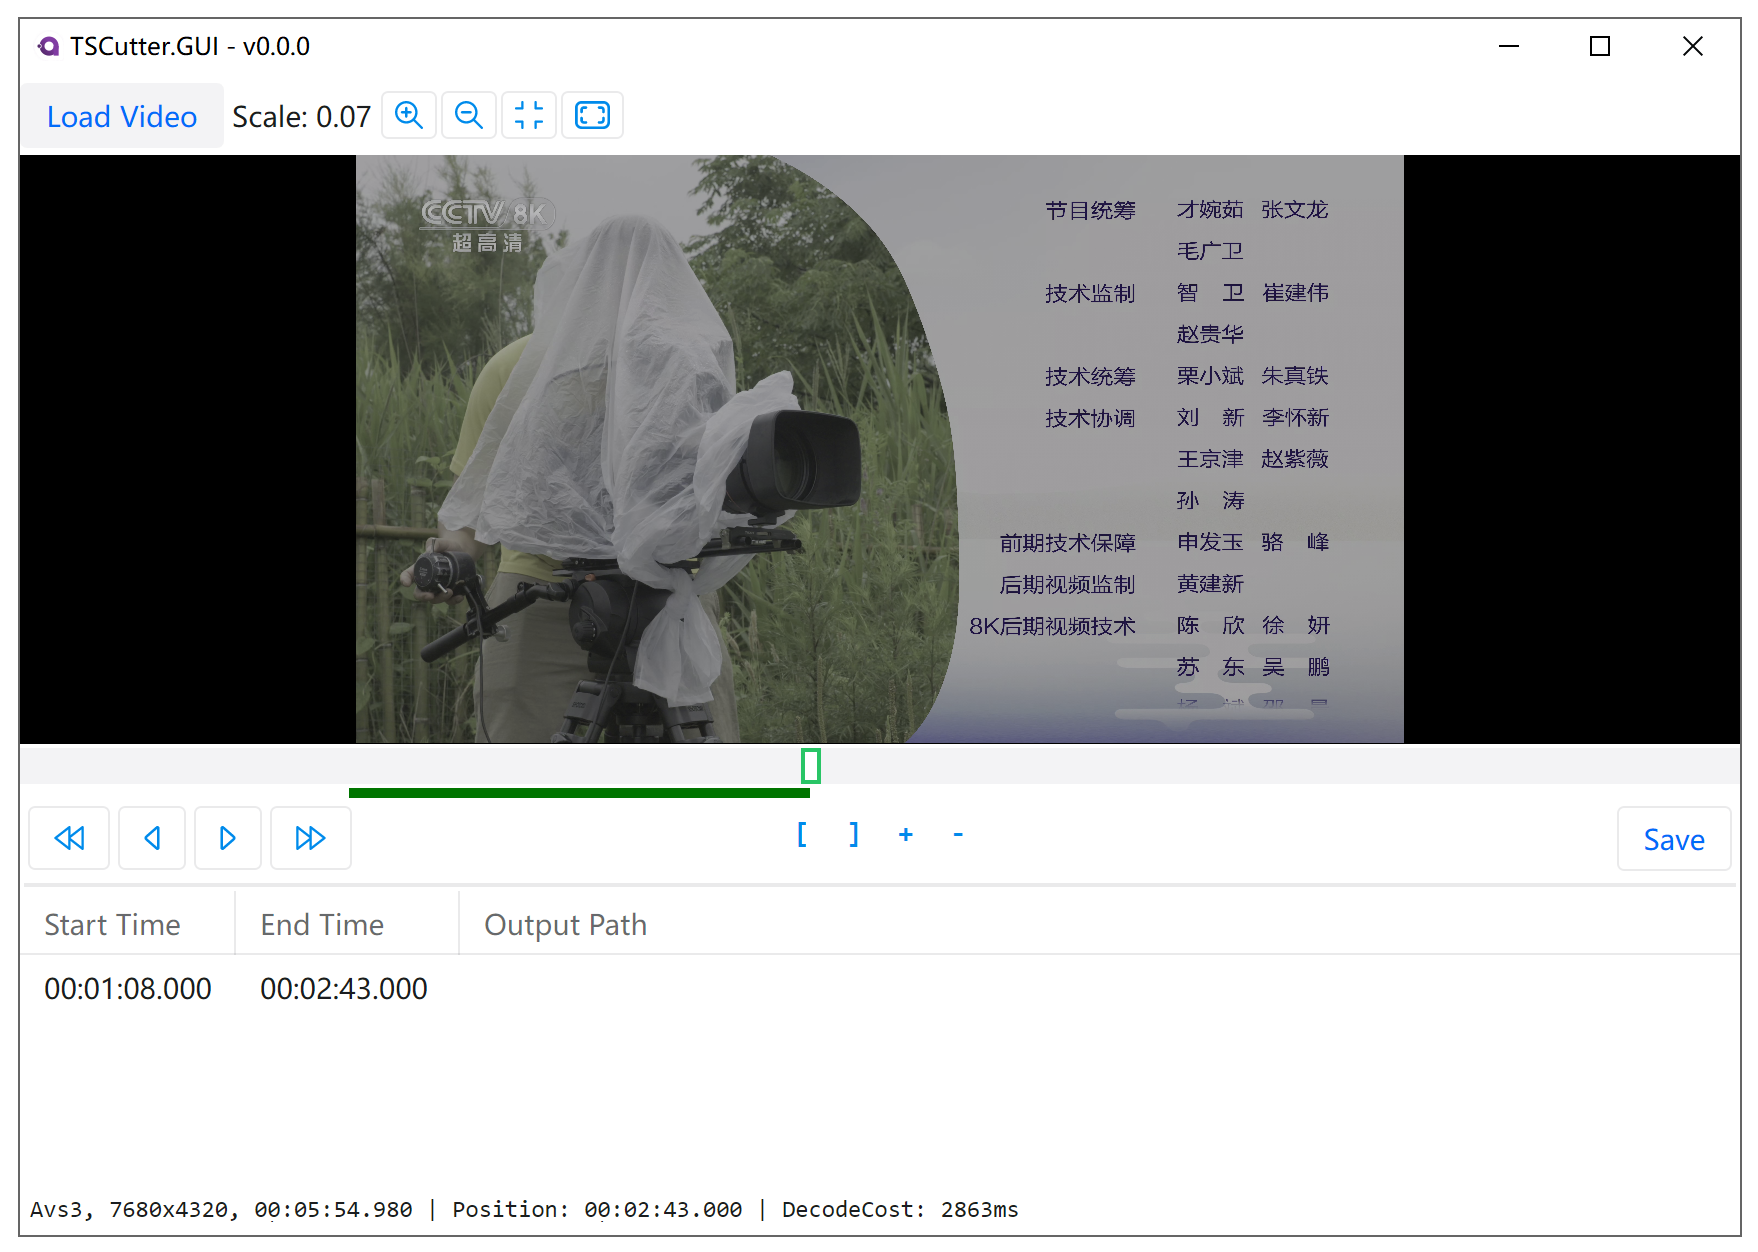 TSCutter.GUI - v0.0.0
Load Video Scale: 0.07
CCTV 8K
超高清
节目统筹 才婉茹 张文龙
毛广卫
技术监制 智 卫 崔建伟
赵贵华
技术统筹 栗小斌 朱真铁
技术协调 刘 新 李怀新
王京津 赵紫薇
孙 涛
前期技术保障 申发玉 骆 峰
后期视频监制 黄建新
8K后期视频技术 陈 欣 徐 妍
苏 东 吴 鹏
[ ] + -
Save
Start Time End Time Output Path
00:01:08.000 00:02:43.000
Avs3, 7680x4320, 00:05:54.980 | Position: 00:02:43.000 | DecodeCost: 2863ms